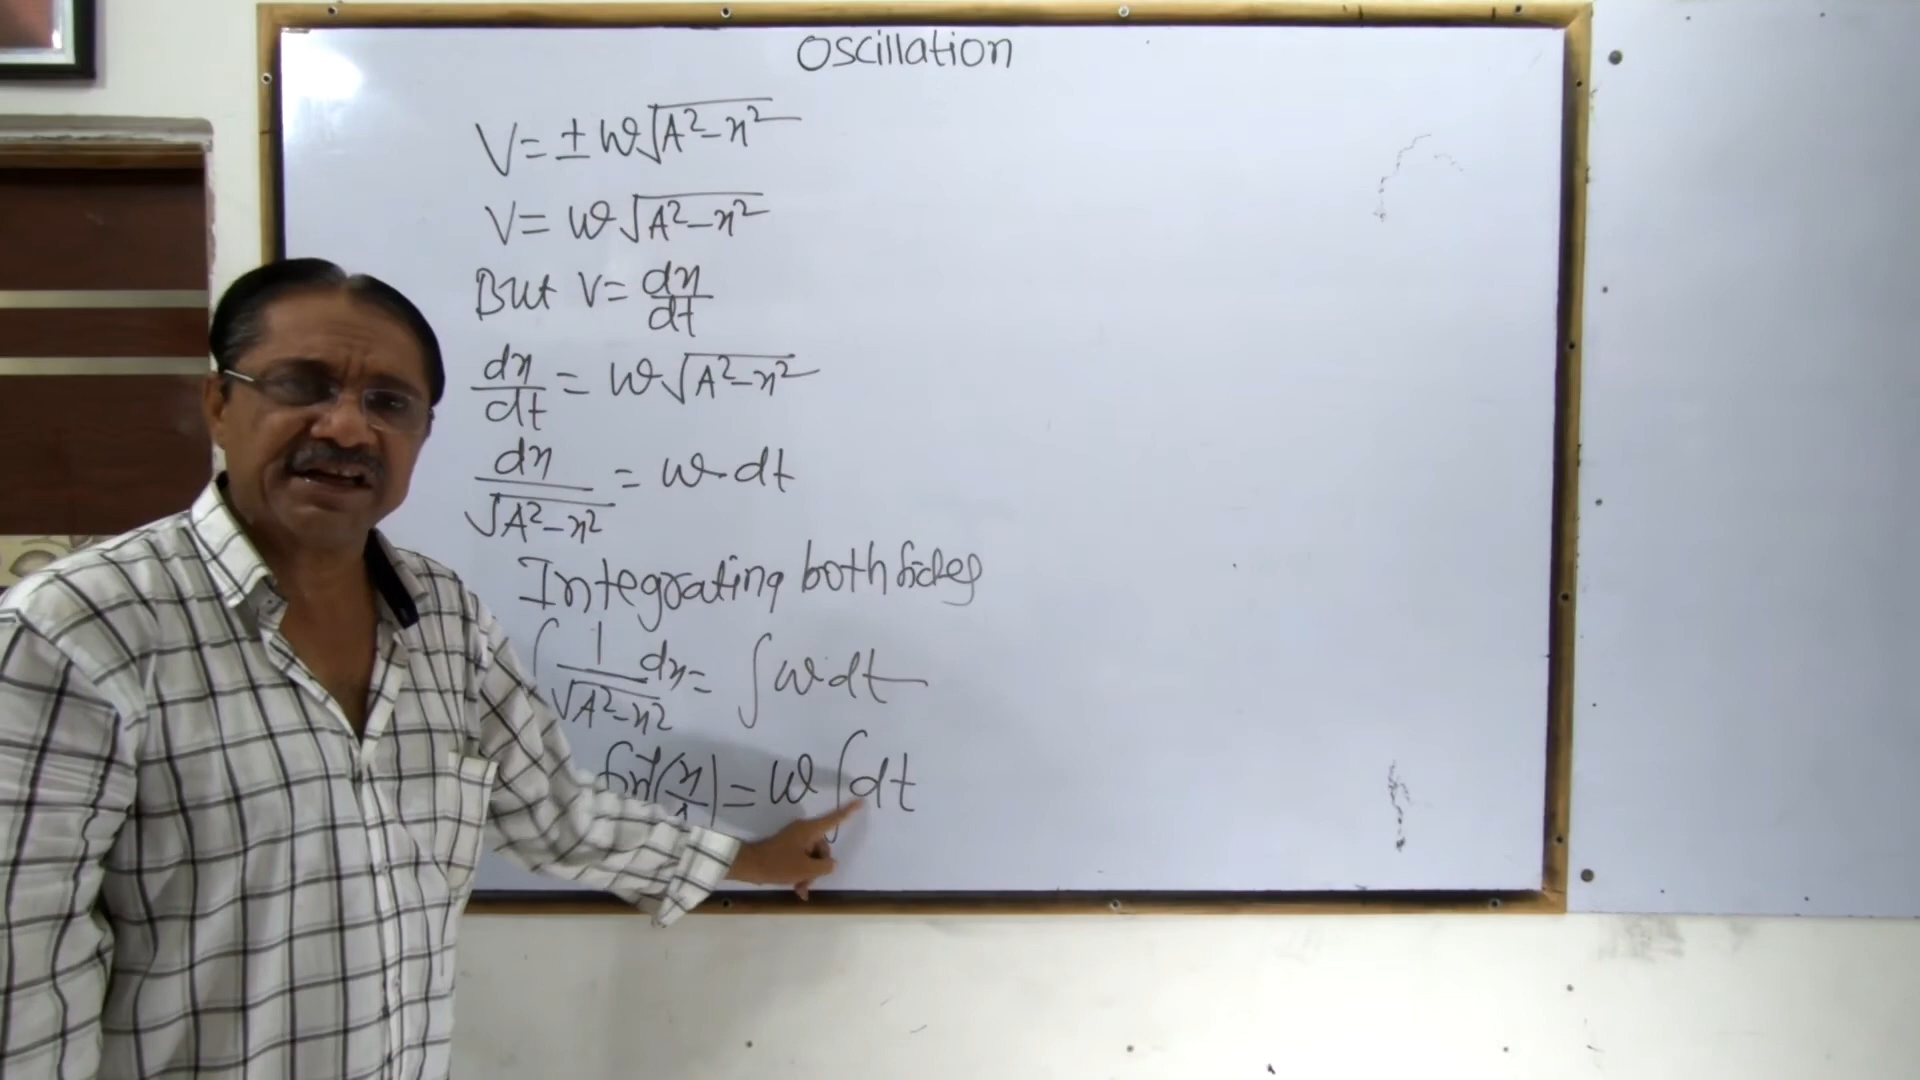 Oscillation
V = ± ω√(A² - x²)
V = ω√(A² - x²)
But V = dx/dt
dx/dt = ω√(A² - x²)
dx/√(A² - x²) = ω·dt
Integrating both sides
∫ 1/√(A² - x²) dx = ∫ ω·dt
Sin⁻¹(x/A) = ω ∫dt